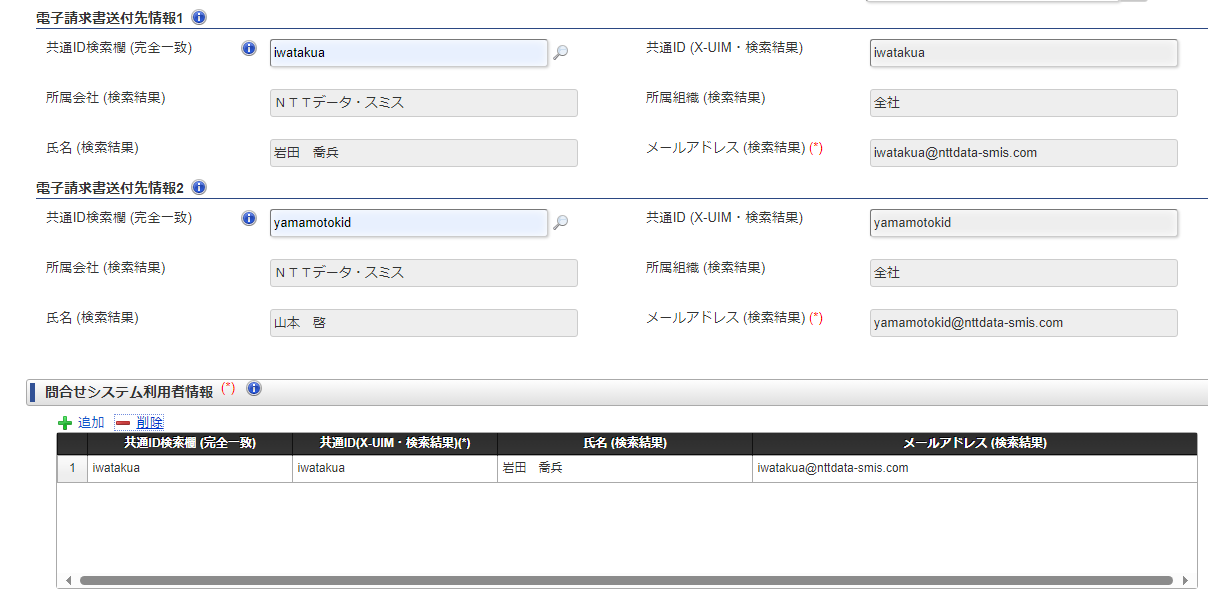 電子請求書送付先情報1
共通ID検索欄 (完全一致) iwatakua 共通ID (X-UIM・検索結果) iwatakua
所属会社 (検索結果) ＮＴＴデータ・スミス 所属組織 (検索結果) 全社
氏名 (検索結果) 岩田　喬兵 メールアドレス (検索結果) (*) iwatakua@nttdata-smis.com
電子請求書送付先情報2
共通ID検索欄 (完全一致) yamamotokid 共通ID (X-UIM・検索結果) yamamotokid
所属会社 (検索結果) ＮＴＴデータ・スミス 所属組織 (検索結果) 全社
氏名 (検索結果) 山本　啓 メールアドレス (検索結果) (*) yamamotokid@nttdata-smis.com
問合せシステム利用者情報 (*)
追加 削除
共通ID検索欄 (完全一致) 共通ID(X-UIM・検索結果)(*) 氏名 (検索結果) メールアドレス (検索結果)
1 iwatakua iwatakua 岩田　喬兵 iwatakua@nttdata-smis.com